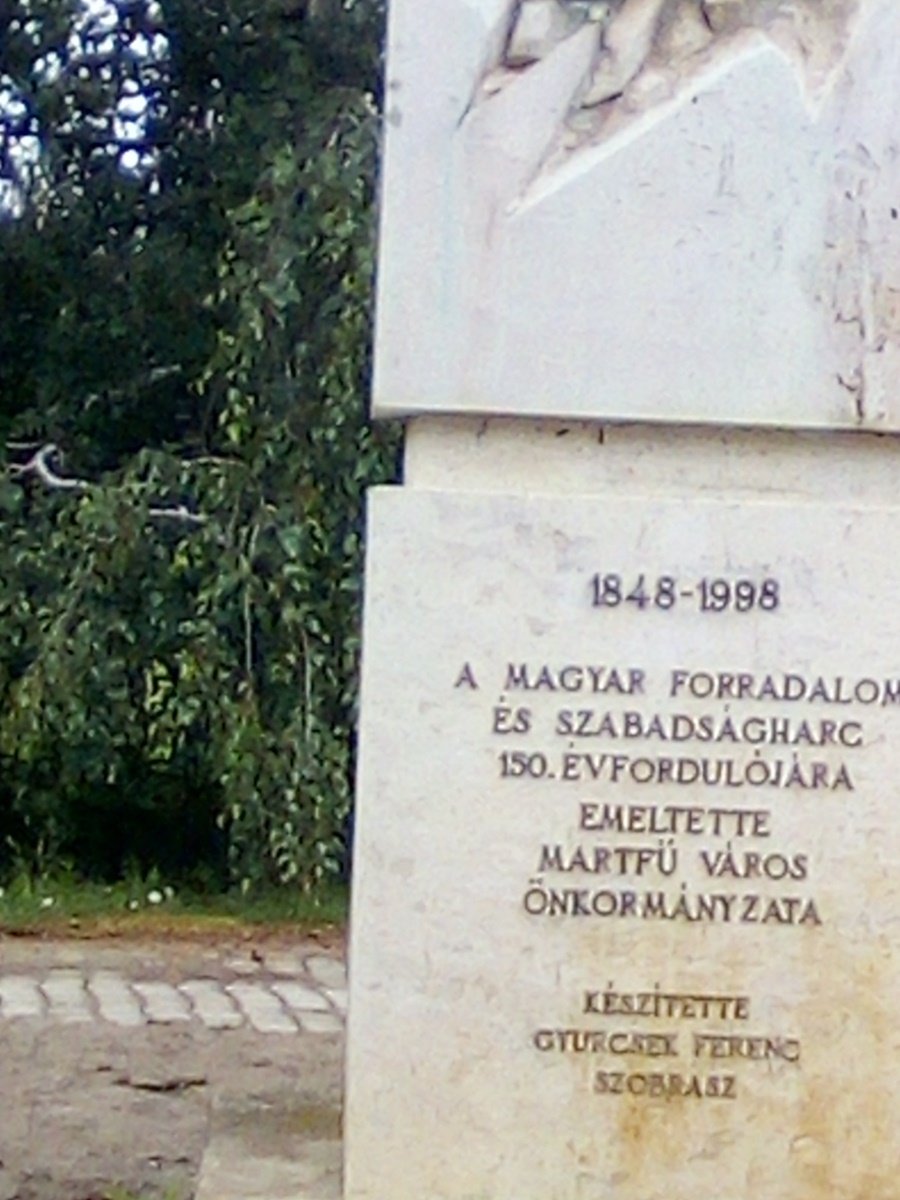 1848-1998
A MAGYAR FORRADALOM
ÉS SZABADSÁGHARC
150. ÉVFORDULÓJÁRA
EMELTETTE
MARTFŰ VÁROS
ÖNKORMÁNYZATA
KÉSZÍTETTE
GYURCSEK FERENC
SZOBRÁSZ